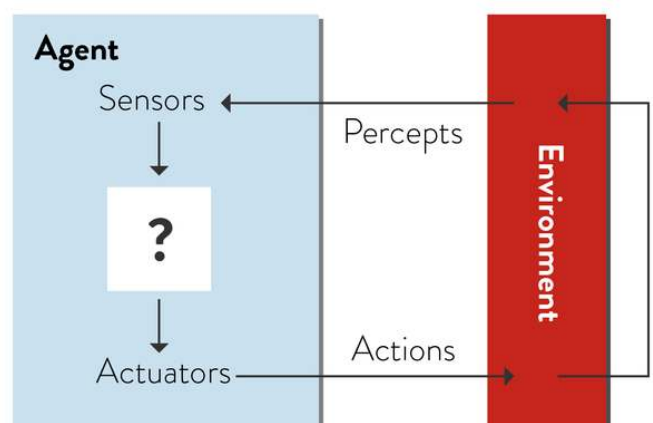 Agent
Sensors
Percepts
?
Environment
Actions
Actuators